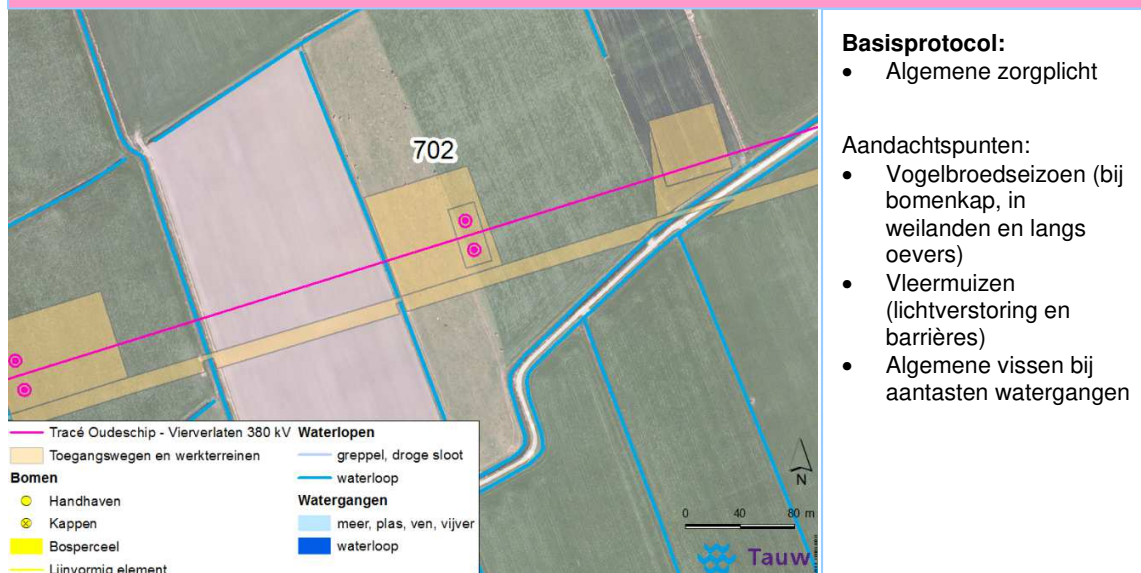 702
Tracé Oudeschip - Vierverlaten 380 kV
Toegangswegen en werkterreinen
Bomen
Handhaven
Kappen
Bosperceel
Lijnvormig element
Waterlopen
greppel, droge sloot
waterloop
Watergangen
meer, plas, ven, vijver
waterloop
N
0 40 80 m
Tauw
Basisprotocol:
• Algemene zorgplicht
Aandachtspunten:
• Vogelbroedseizoen (bij
bomenkap, in
weilanden en langs
oevers)
• Vleermuizen
(lichtverstoring en
barrières)
• Algemene vissen bij
aantasten watergangen